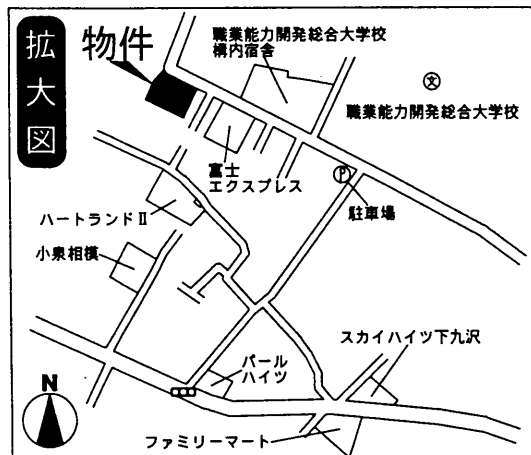 拡大図
物件
職業能力開発総合大学校
構内宿舎
文
職業能力開発総合大学校
富士
エクスプレス
P
駐車場
ハートランドⅡ
小泉相模
スカイハイツ下九沢
パール
ハイツ
N
ファミリーマート